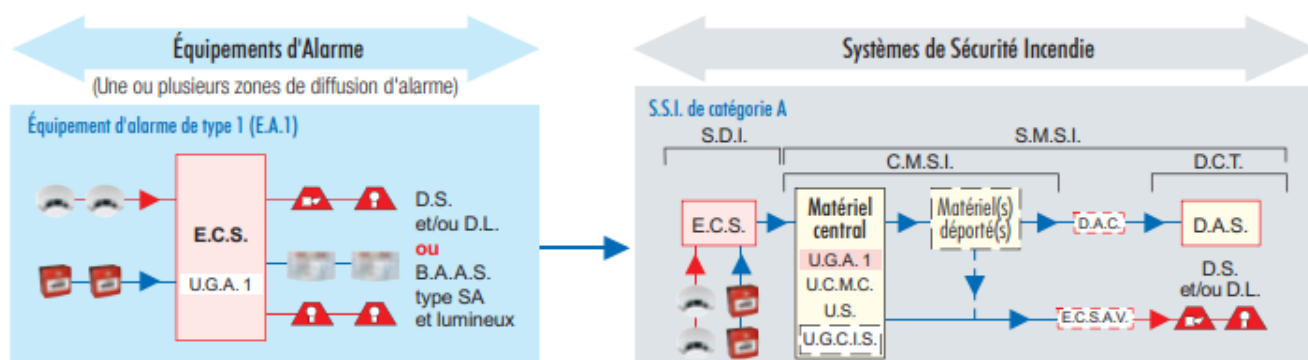 Équipements d'Alarme
(Une ou plusieurs zones de diffusion d'alarme)
Équipement d'alarme de type 1 (E.A.1)
E.C.S.
U.G.A. 1
D.S.
et/ou D.L.
ou
B.A.A.S.
type SA
et lumineux
Systèmes de Sécurité Incendie
S.S.I. de catégorie A
S.D.I.
S.M.S.I.
C.M.S.I.
D.C.T.
E.C.S.
Matériel
central
U.G.A. 1
U.C.M.C.
U.S.
U.G.C.I.S.
Matériel(s)
déporté(s)
D.A.C.
D.A.S.
D.S.
et/ou D.L.
E.C.S.A.V.